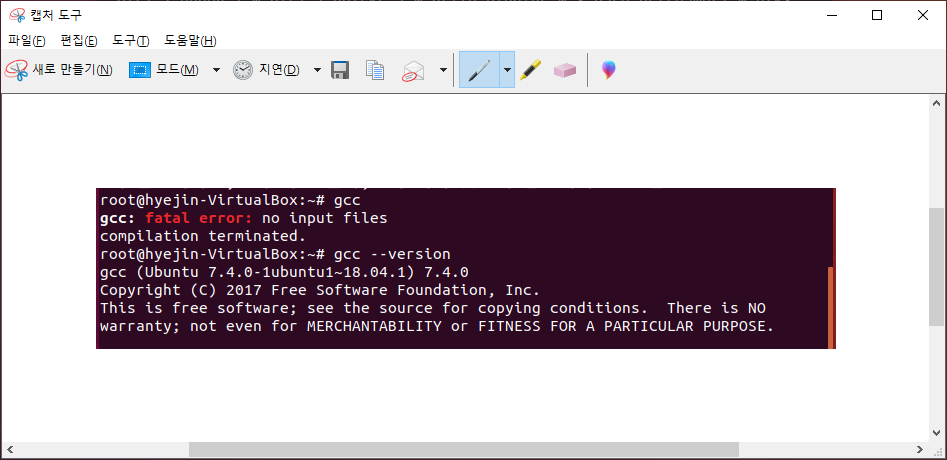 캡처 도구
파일(F) 편집(E) 도구(T) 도움말(H)
새로 만들기(N) 모드(M) 지연(D)
root@hyejin-VirtualBox:~# gcc
gcc: fatal error: no input files
compilation terminated.
root@hyejin-VirtualBox:~# gcc --version
gcc (Ubuntu 7.4.0-1ubuntu1~18.04.1) 7.4.0
Copyright (C) 2017 Free Software Foundation, Inc.
This is free software; see the source for copying conditions.  There is NO
warranty; not even for MERCHANTABILITY or FITNESS FOR A PARTICULAR PURPOSE.